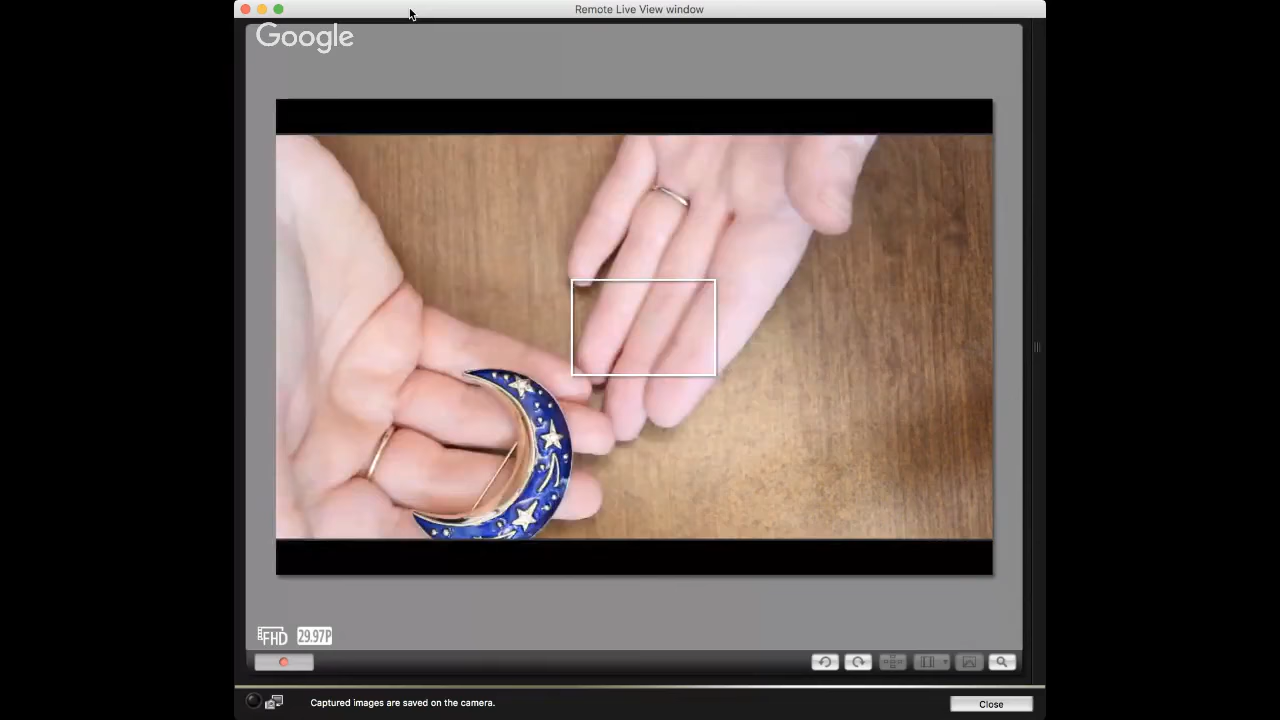 Remote Live View window
Google
FHD
29.97P
Captured images are saved on the camera.
Close